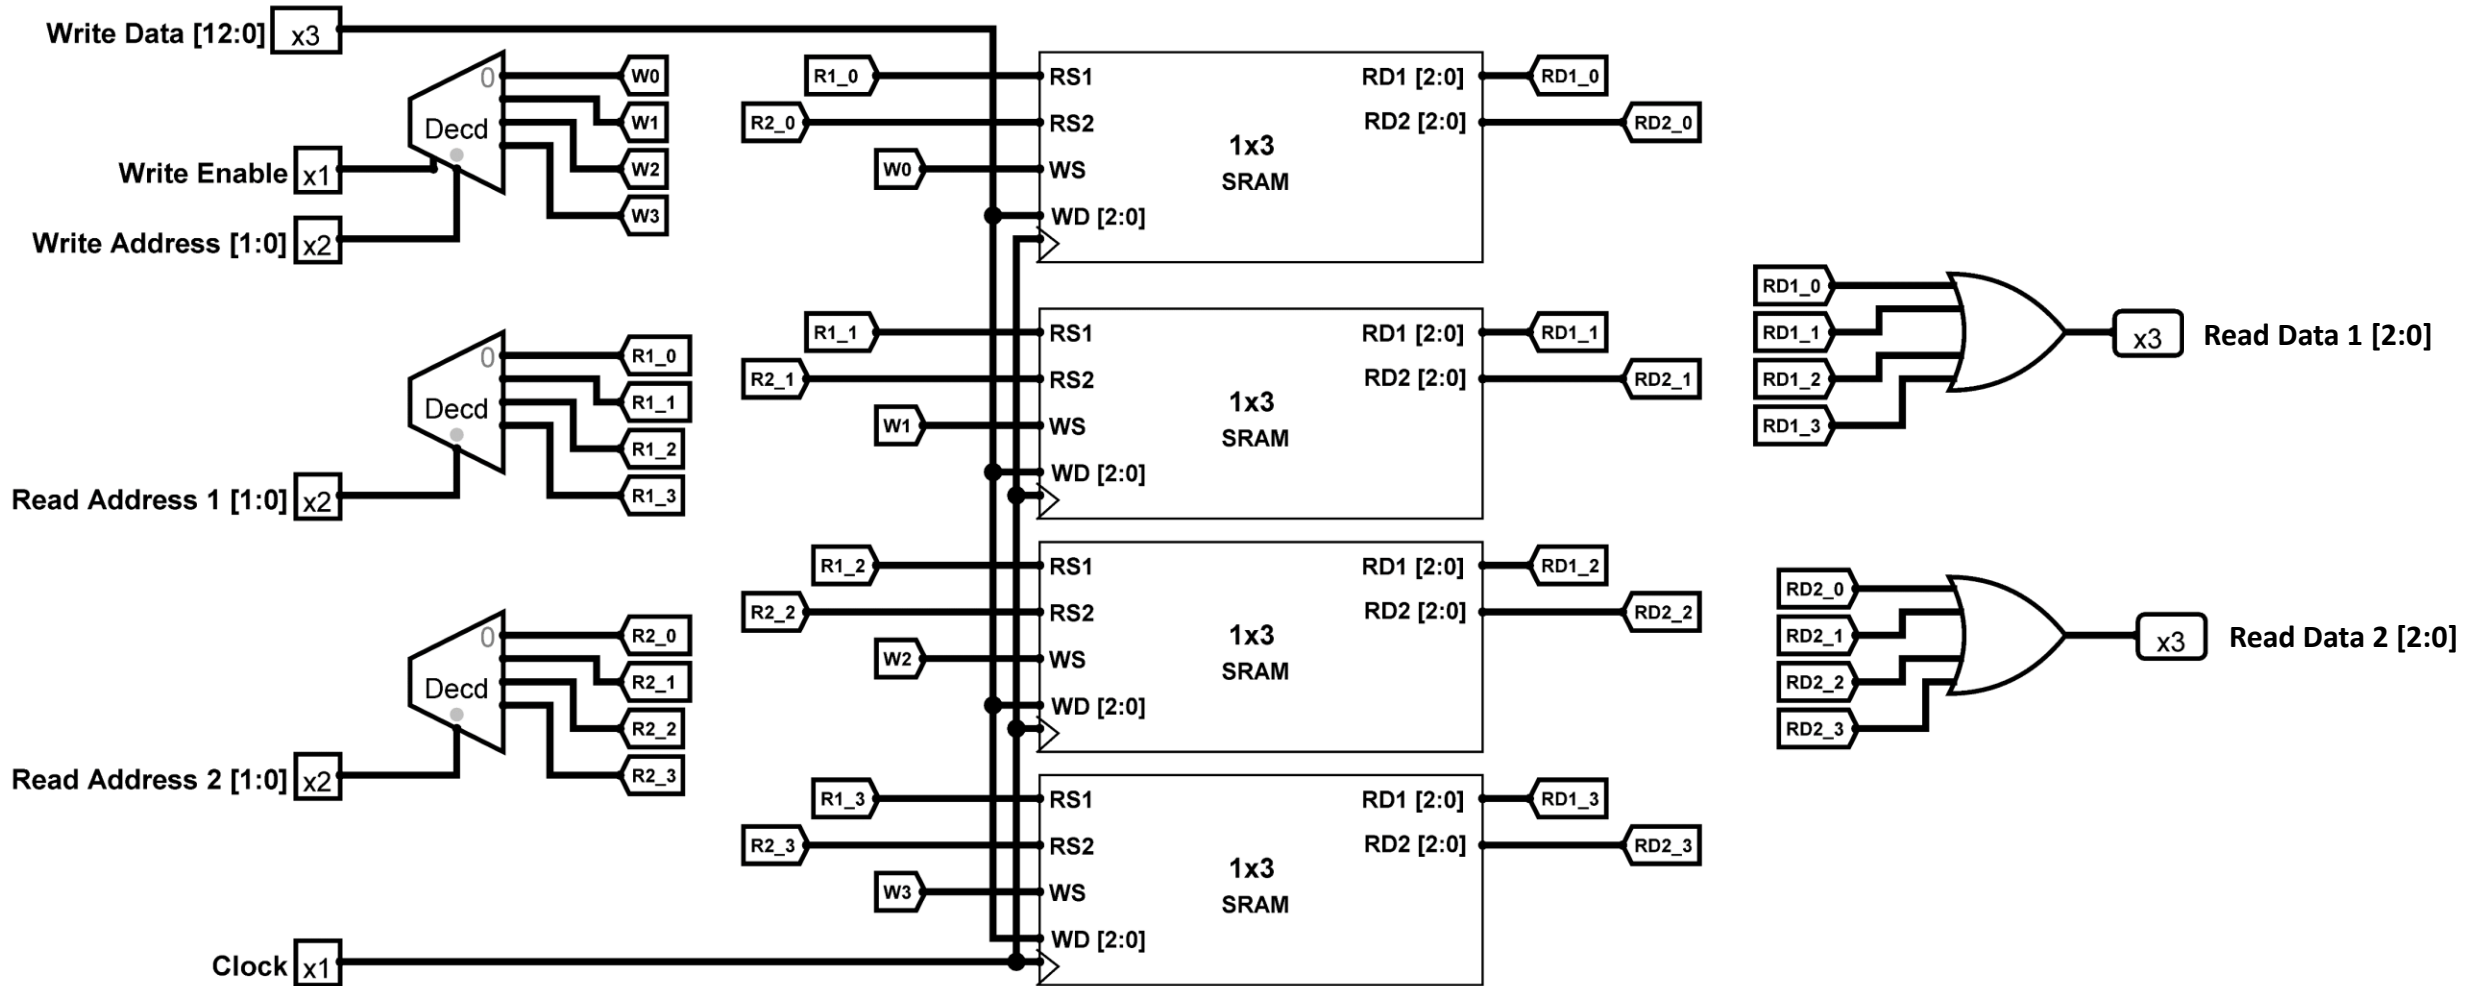 Write Data [12:0] x3
0
Decd
W0
W1
W2
W3
Write Enable x1
Write Address [1:0] x2
0
Decd
R1_0
R1_1
R1_2
R1_3
Read Address 1 [1:0] x2
0
Decd
R2_0
R2_1
R2_2
R2_3
Read Address 2 [1:0] x2
Clock x1
R1_0 RS1 RD1 [2:0] RD1_0
R2_0 RS2 RD2 [2:0] RD2_0
1x3
W0 WS SRAM
WD [2:0]
R1_1 RS1 RD1 [2:0] RD1_1
R2_1 RS2 RD2 [2:0] RD2_1
1x3
W1 WS SRAM
WD [2:0]
R1_2 RS1 RD1 [2:0] RD1_2
R2_2 RS2 RD2 [2:0] RD2_2
1x3
W2 WS SRAM
WD [2:0]
R1_3 RS1 RD1 [2:0] RD1_3
R2_3 RS2 RD2 [2:0] RD2_3
1x3
W3 WS SRAM
WD [2:0]
RD1_0
RD1_1
RD1_2
RD1_3
x3 Read Data 1 [2:0]
RD2_0
RD2_1
RD2_2
RD2_3
x3 Read Data 2 [2:0]